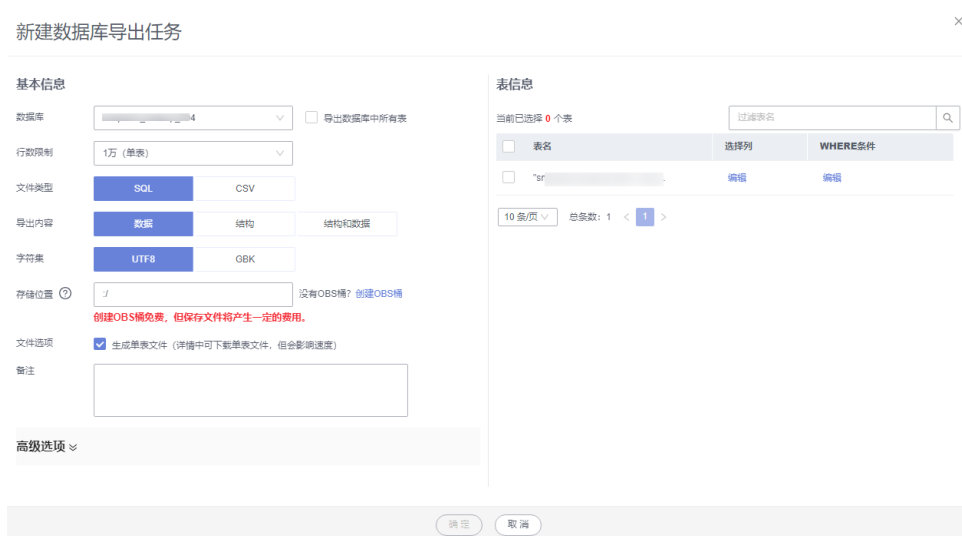 新建数据库导出任务
基本信息
数据库
4
导出数据库中所有表
行数限制
1万（单表）
文件类型
SQL
CSV
导出内容
数据
结构
结构和数据
字符集
UTF8
GBK
存储位置 ?
:/
没有OBS桶？创建OBS桶
创建OBS桶免费，但保存文件将产生一定的费用。
文件选项
生成单表文件（详情中可下载单表文件，但会影响速度）
备注
高级选项
表信息
当前已选择 0 个表
过滤表名
表名
选择列
WHERE条件
"sr
编辑
编辑
10 条/页
总条数：1
1
确定
取消